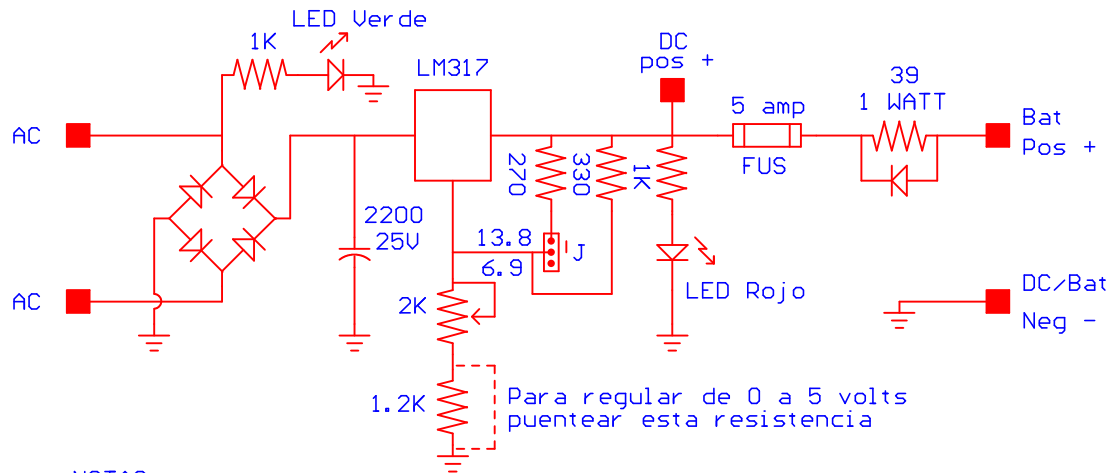 LED Verde
1K
LM317
DC
pos +
39
1 WATT
5 amp
FUS
Bat
Pos +
AC
270
330
1K
2200
25V
13.8
6.9
J
LED Rojo
DC/Bat
Neg -
AC
2K
1.2K
Para regular de 0 a 5 volts
puentear esta resistencia